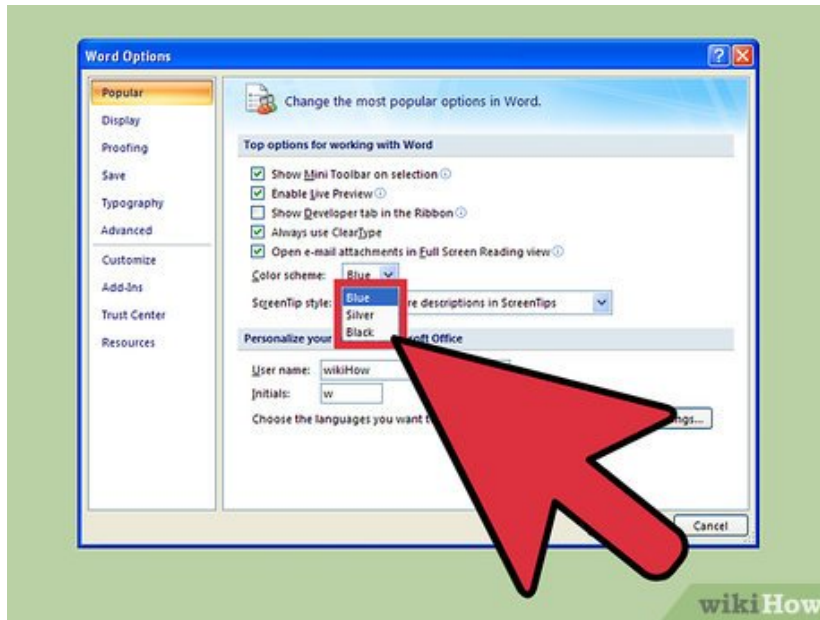 Word Options
Popular
Display
Proofing
Save
Typography
Advanced
Customize
Add-Ins
Trust Center
Resources
Change the most popular options in Word.
Top options for working with Word
Show Mini Toolbar on selection
Enable Live Preview
Show Developer tab in the Ribbon
Always use ClearType
Open e-mail attachments in Full Screen Reading view
Color scheme: Blue
Blue
Silver
Black
ScreenTip style: descriptions in ScreenTips
Personalize your Office
User name: wikiHow
Initials: w
Choose the languages you want
Cancel
wikiHow